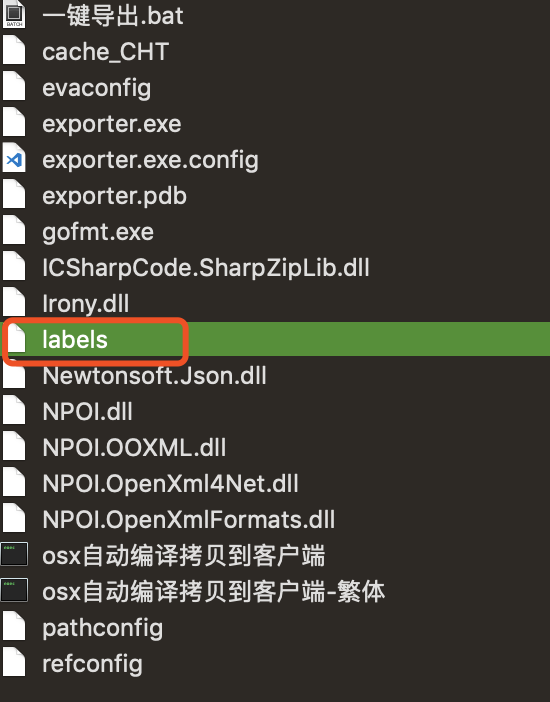 BATCH
一键导出.bat
cache_CHT
evaconfig
exporter.exe
exporter.exe.config
exporter.pdb
gofmt.exe
ICSharpCode.SharpZipLib.dll
Irony.dll
labels
Newtonsoft.Json.dll
NPOI.dll
NPOI.OOXML.dll
NPOI.OpenXml4Net.dll
NPOI.OpenXmlFormats.dll
exec
osx自动编译拷贝到客户端
exec
osx自动编译拷贝到客户端-繁体
pathconfig
refconfig